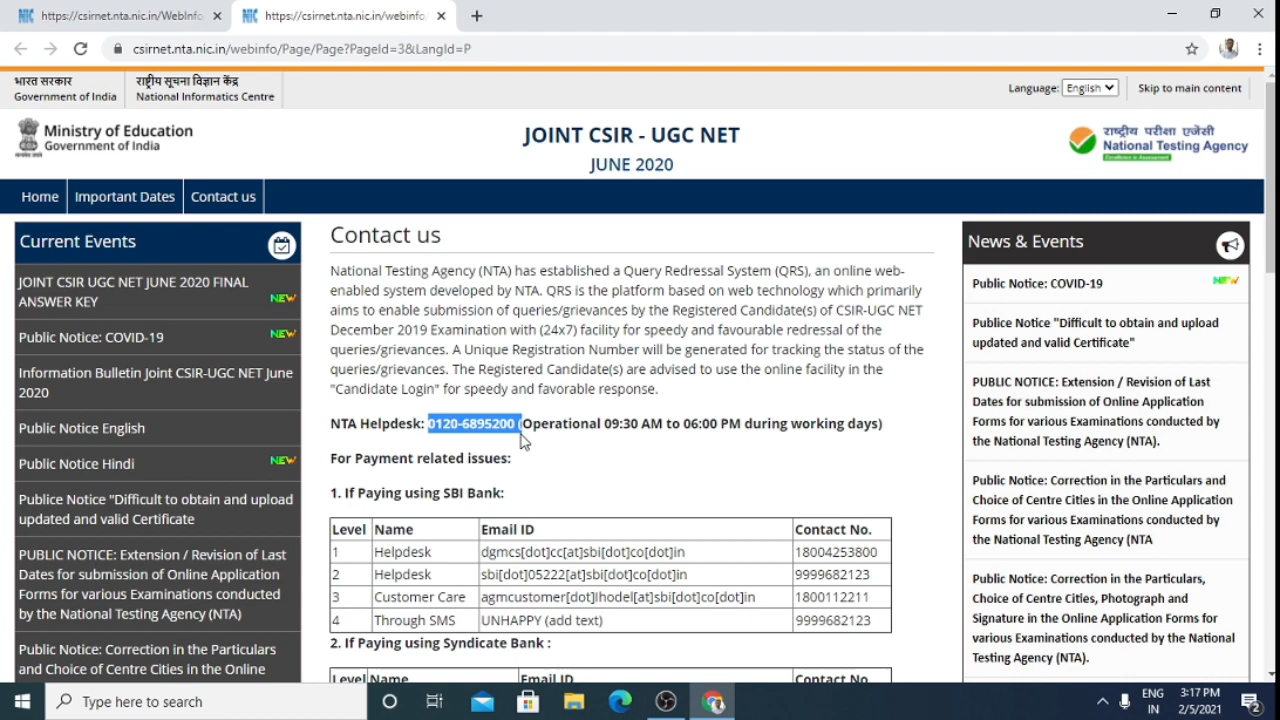 https://csirnet.nta.nic.in/WebInfo
https://csirnet.nta.nic.in/webinfo/
csirnet.nta.nic.in/webinfo/Page/Page?PageId=3&LangId=P
भारत सरकार
Government of India
राष्ट्रीय सूचना विज्ञान केंद्र
National Informatics Centre
Language: English
Skip to main content
Ministry of Education
Government of India
JOINT CSIR - UGC NET
JUNE 2020
राष्ट्रीय परीक्षा एजेंसी
National Testing Agency
Excellence in Assessment
Home
Important Dates
Contact us
Current Events
JOINT CSIR UGC NET JUNE 2020 FINAL
ANSWER KEY
NEW
Public Notice: COVID-19
NEW
Information Bulletin Joint CSIR-UGC NET June
2020
Public Notice English
Public Notice Hindi
NEW
Publice Notice "Difficult to obtain and upload
updated and valid Certificate
PUBLIC NOTICE: Extension / Revision of Last
Dates for submission of Online Application
Forms for various Examinations conducted
by the National Testing Agency (NTA)
Public Notice: Correction in the Particulars
and Choice of Centre Cities in the Online
Contact us
National Testing Agency (NTA) has established a Query Redressal System (QRS), an online web-
enabled system developed by NTA. QRS is the platform based on web technology which primarily
aims to enable submission of queries/grievances by the Registered Candidate(s) of CSIR-UGC NET
December 2019 Examination with (24x7) facility for speedy and favourable redressal of the
queries/grievances. A Unique Registration Number will be generated for tracking the status of the
queries/grievances. The Registered Candidate(s) are advised to use the online facility in the
"Candidate Login" for speedy and favorable response.
NTA Helpdesk: 0120-6895200 (Operational 09:30 AM to 06:00 PM during working days)
For Payment related issues:
1. If Paying using SBI Bank:
Level Name Email ID Contact No.
1 Helpdesk dgmcs[dot]cc[at]sbi[dot]co[dot]in 18004253800
2 Helpdesk sbi[dot]05222[at]sbi[dot]co[dot]in 9999682123
3 Customer Care agmcustomer[dot]lhodel[at]sbi[dot]co[dot]in 1800112211
4 Through SMS UNHAPPY (add text) 9999682123
2. If Paying using Syndicate Bank :
Level Name Email ID Contact No.
News & Events
Public Notice: COVID-19
NEW
Publice Notice "Difficult to obtain and upload
updated and valid Certificate"
PUBLIC NOTICE: Extension / Revision of Last
Dates for submission of Online Application
Forms for various Examinations conducted by
the National Testing Agency (NTA).
Public Notice: Correction in the Particulars and
Choice of Centre Cities in the Online Application
Forms for various Examinations conducted by
the National Testing Agency (NTA
Public Notice: Correction in the Particulars,
Choice of Centre Cities, Photograph and
Signature in the Online Application Forms for
various Examinations conducted by the National
Testing Agency (NTA).
Type here to search
ENG
IN
3:17 PM
2/5/2021
2